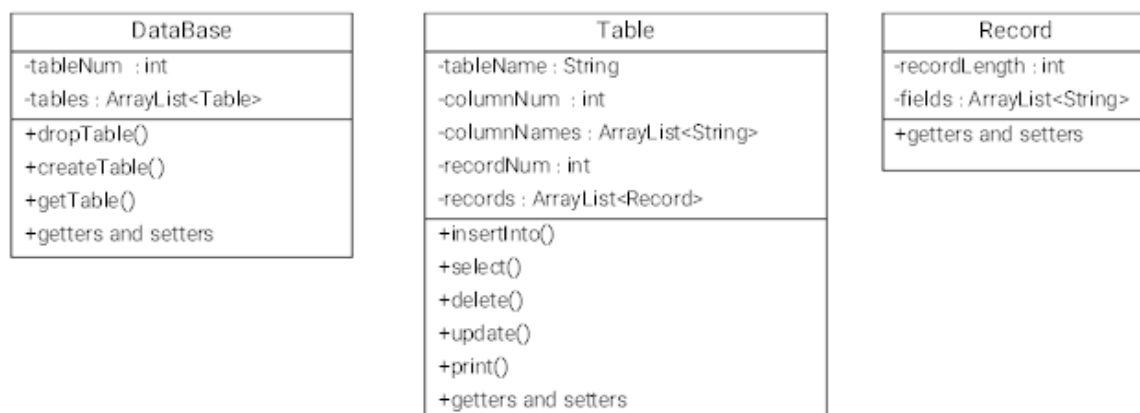 DataBase
-tableNum : int
-tables : ArrayList<Table>
+dropTable()
+createTable()
+getTable()
+getters and setters
Table
-tableName : String
-columnNum : int
-columnNames : ArrayList<String>
-recordNum : int
-records : ArrayList<Record>
+insertInto()
+select()
+delete()
+update()
+print()
+getters and setters
Record
-recordLength : int
-fields : ArrayList<String>
+getters and setters